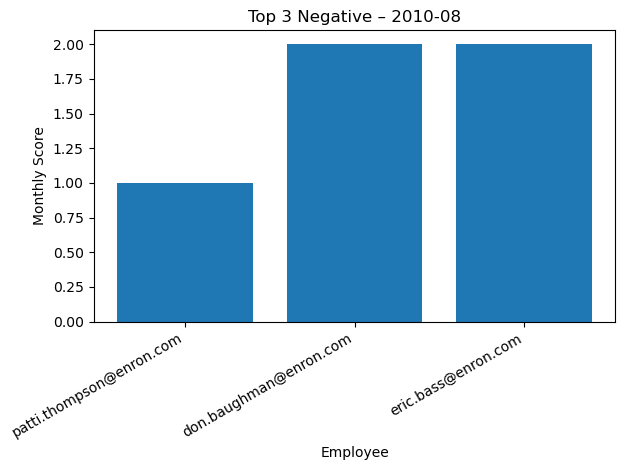 Top 3 Negative – 2010-08
Monthly Score
2.00
1.75
1.50
1.25
1.00
0.75
0.50
0.25
0.00
patti.thompson@enron.com
don.baughman@enron.com
eric.bass@enron.com
Employee